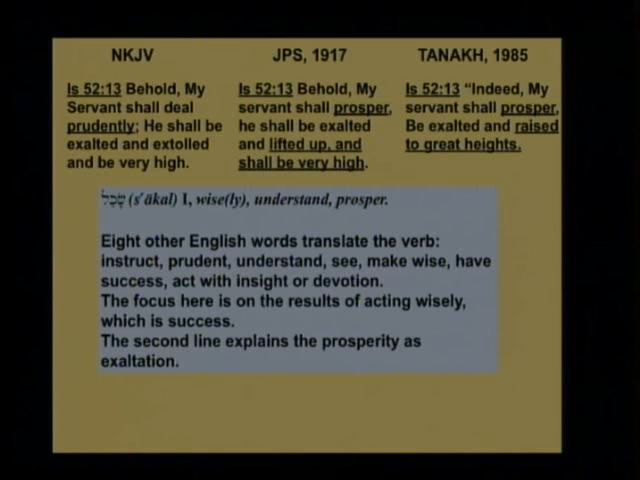 NKJV
Is 52:13 Behold, My
Servant shall deal
prudently; He shall be
exalted and extolled
and be very high.
JPS, 1917
Is 52:13 Behold, My
servant shall prosper,
he shall be exalted
and lifted up, and
shall be very high.
TANAKH, 1985
Is 52:13 “Indeed, My
servant shall prosper,
Be exalted and raised
to great heights.
שָׂכַל (s´ākal) I, wise(ly), understand, prosper.
Eight other English words translate the verb:
instruct, prudent, understand, see, make wise, have
success, act with insight or devotion.
The focus here is on the results of acting wisely,
which is success.
The second line explains the prosperity as
exaltation.